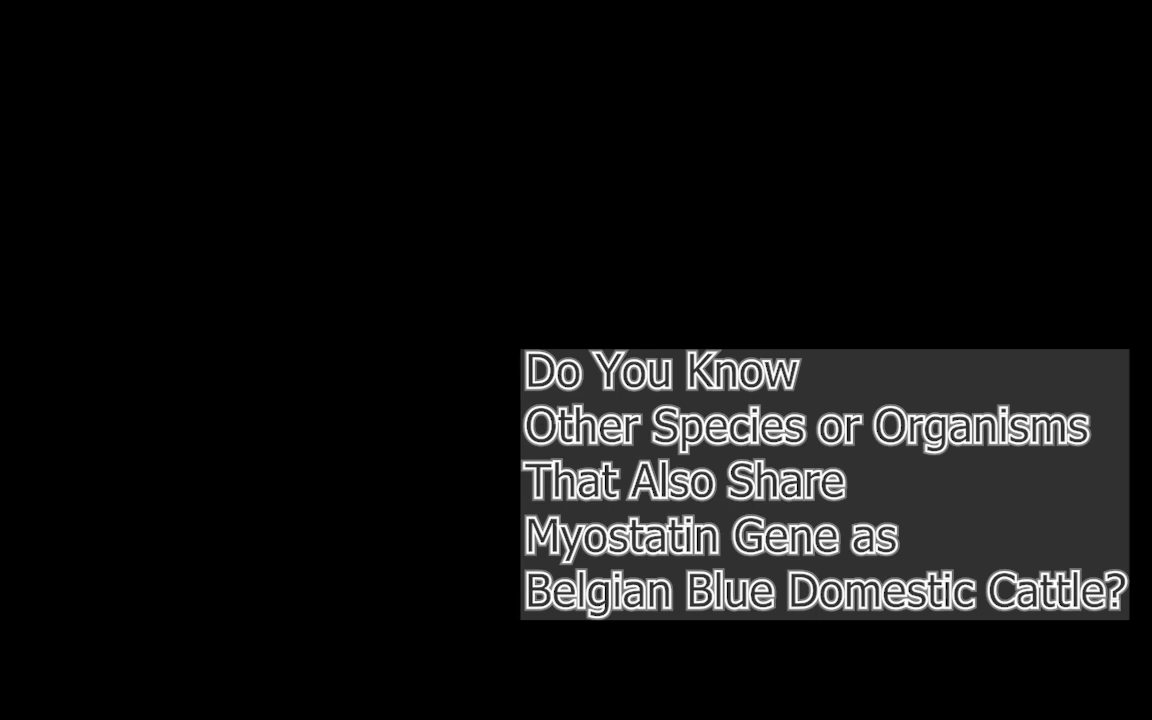 Do You Know
Other Species or Organisms
That Also Share
Myostatin Gene as
Belgian Blue Domestic Cattle?